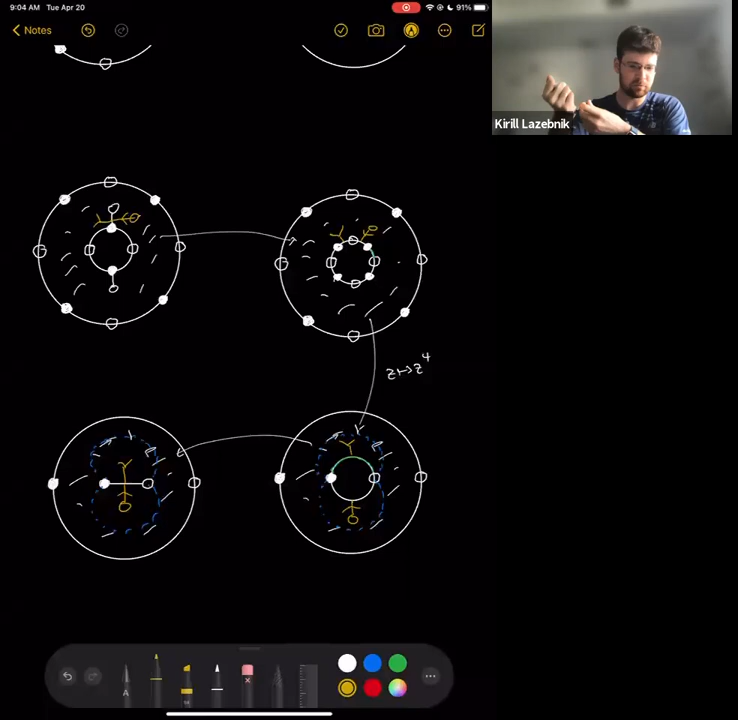 9:04 AM Tue Apr 20
91%
Notes
Kirill Lazebnik
z ↦ z⁴
A